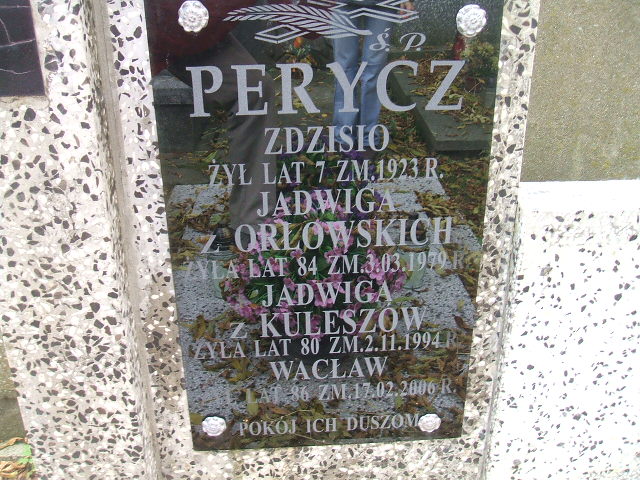 Ś. P.
PERYCZ
ZDZISIO
ŻYŁ LAT 7 ZM.1923 R.
JADWIGA
Z ORŁOWSKICH
ŻYŁA LAT 84 ZM.3.03.1979 R.
JADWIGA
Z KULESZÓW
ŻYŁA LAT 80 ZM.2.11.1994 R.
WACŁAW
Ł LAT 86 ZM.17.02.2006 R.
POKÓJ ICH DUSZOM